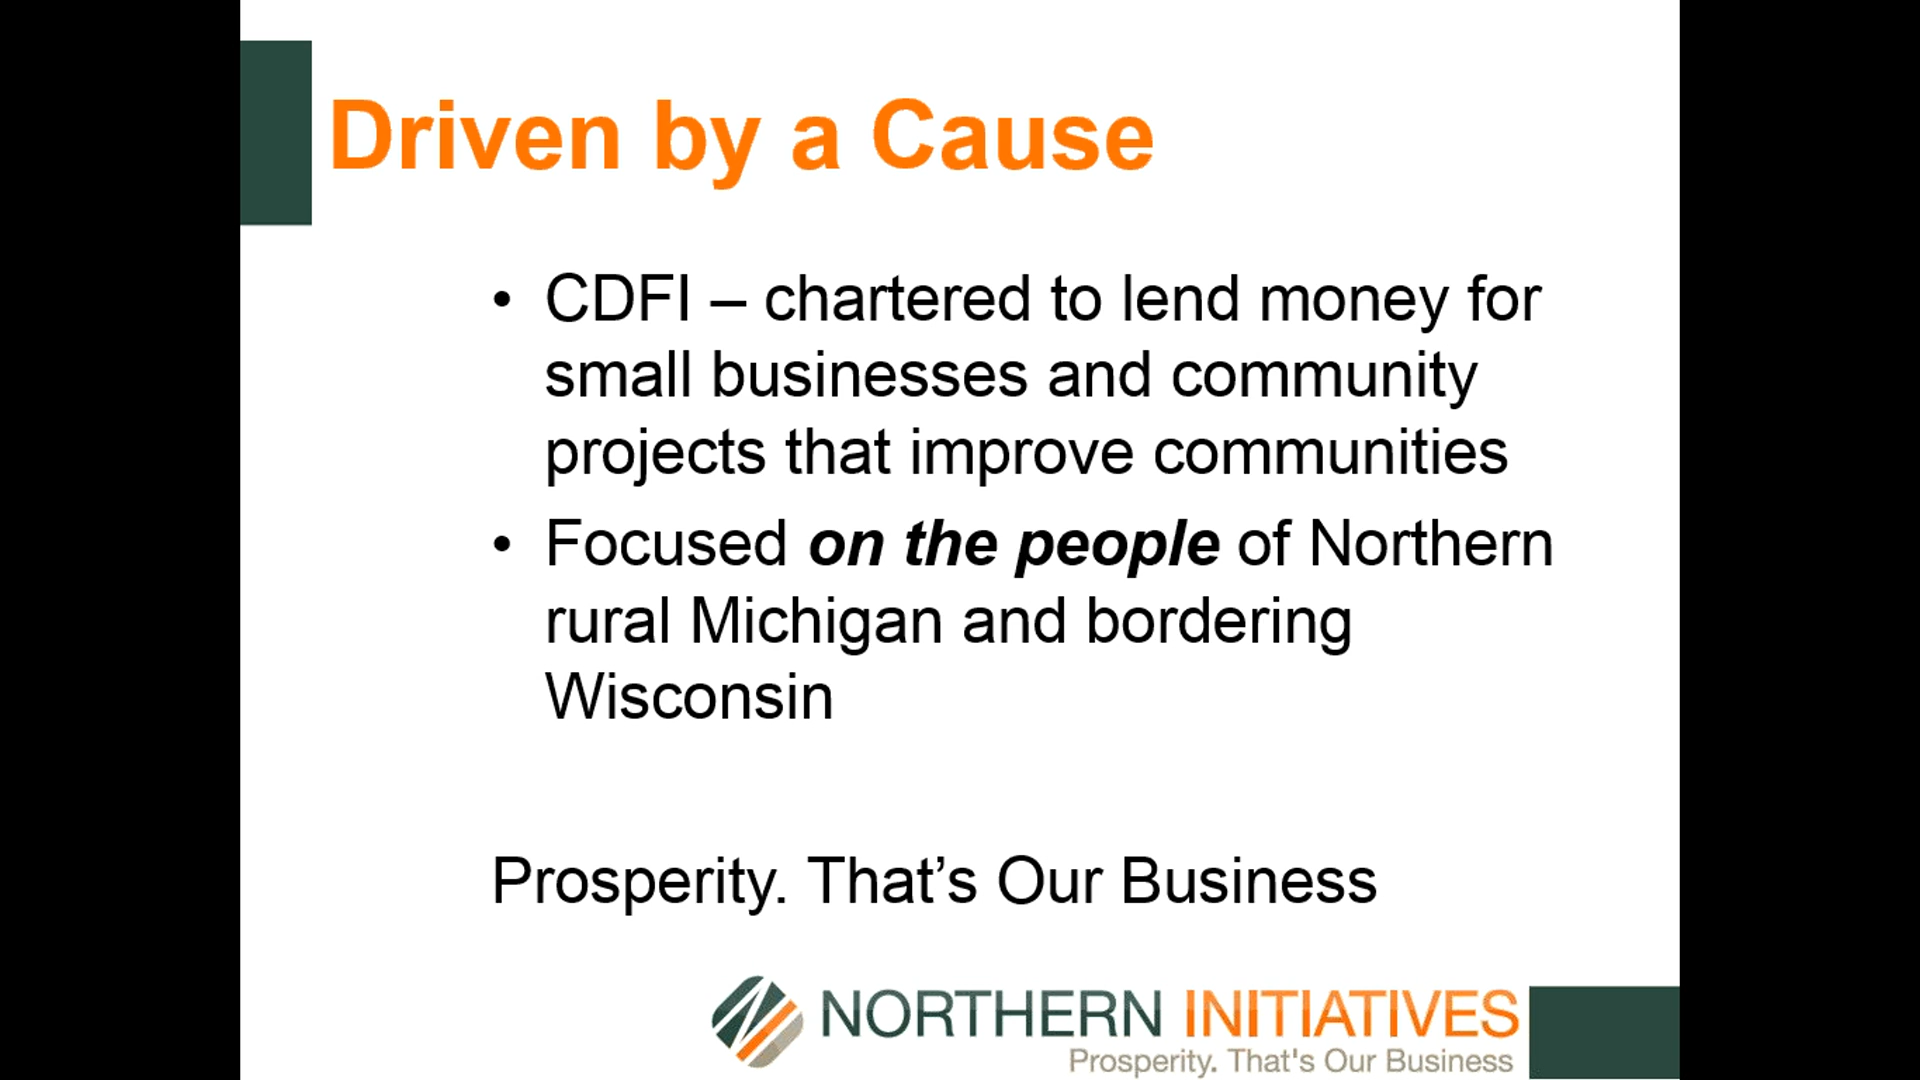 Driven by a Cause
• CDFI – chartered to lend money for
small businesses and community
projects that improve communities
• Focused on the people of Northern
rural Michigan and bordering
Wisconsin
Prosperity. That’s Our Business
NORTHERN INITIATIVES
Prosperity. That's Our Business